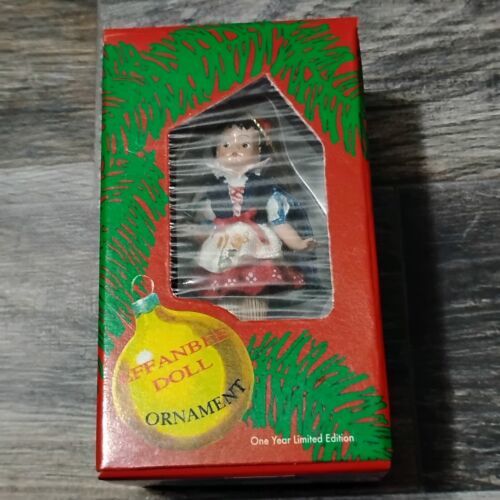 EFFANBEE
DOLL
ORNAMENT
One Year Limited Edition